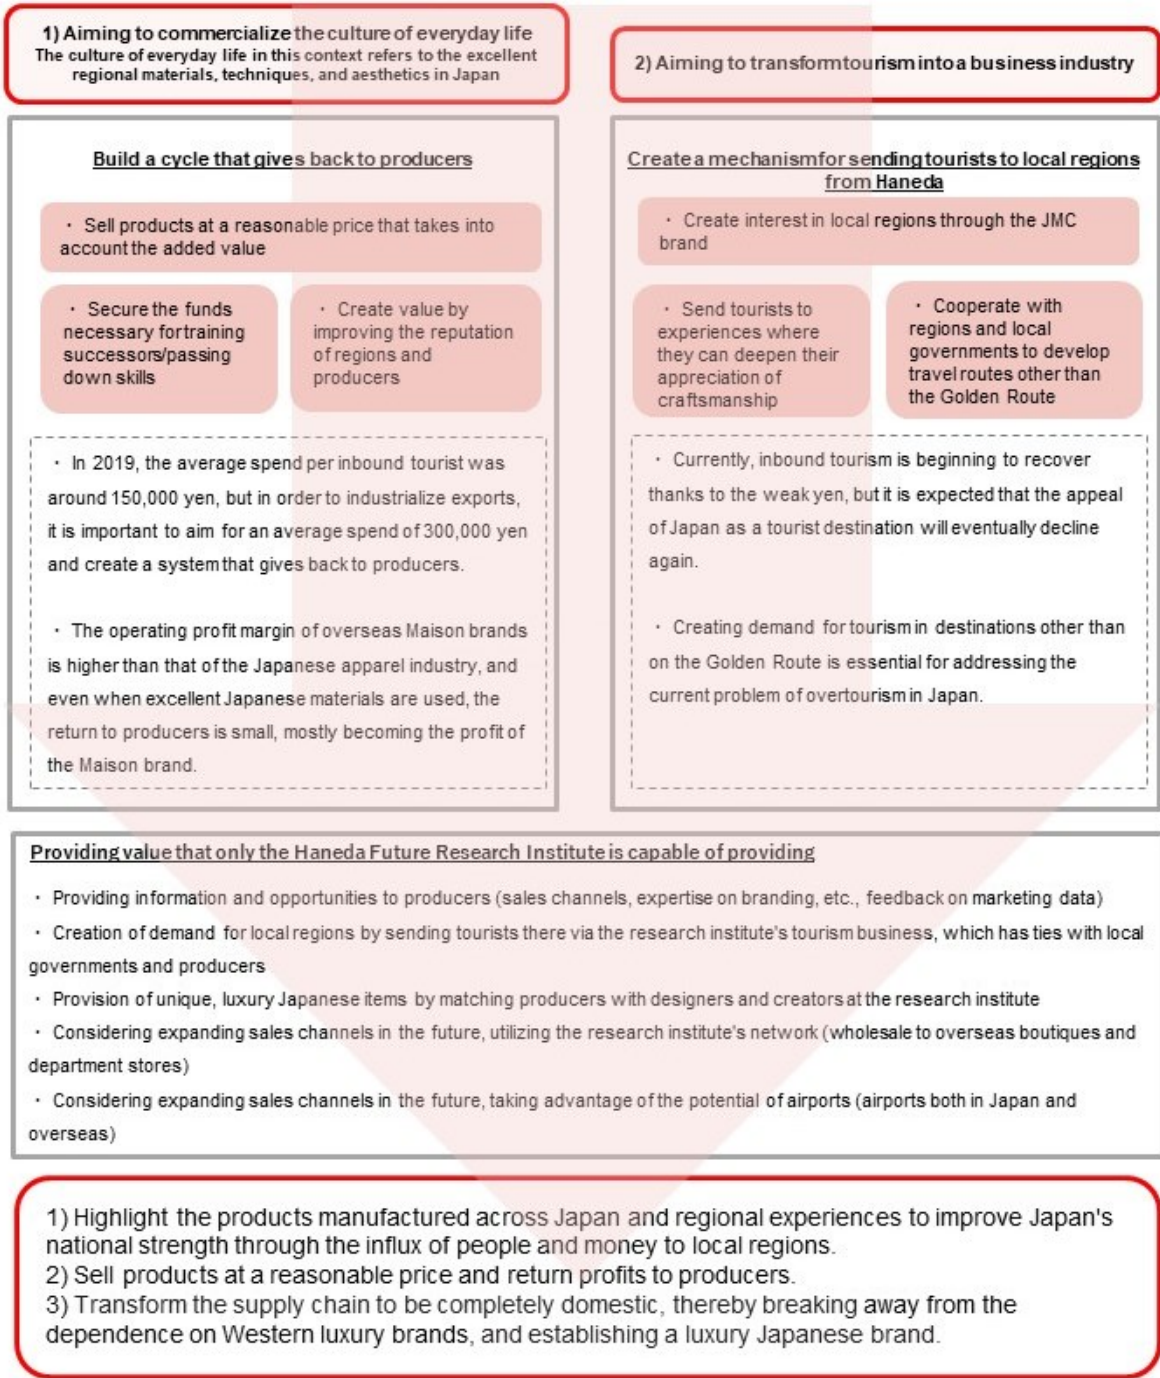 1) Aiming to commercialize the culture of everyday life
The culture of everyday life in this context refers to the excellent
regional materials, techniques, and aesthetics in Japan
2) Aiming to transform tourism into a business industry
Build a cycle that gives back to producers
・ Sell products at a reasonable price that takes into
account the added value
・ Secure the funds
necessary for training
successors/passing
down skills
・ Create value by
improving the reputation
of regions and
producers
・ In 2019, the average spend per inbound tourist was
around 150,000 yen, but in order to industrialize exports,
it is important to aim for an average spend of 300,000 yen
and create a system that gives back to producers.
・ The operating profit margin of overseas Maison brands
is higher than that of the Japanese apparel industry, and
even when excellent Japanese materials are used, the
return to producers is small, mostly becoming the profit of
the Maison brand.
Create a mechanism for sending tourists to local regions
from Haneda
・ Create interest in local regions through the JMC
brand
・ Send tourists to
experiences where
they can deepen their
appreciation of
craftsmanship
・ Cooperate with
regions and local
governments to develop
travel routes other than
the Golden Route
・ Currently, inbound tourism is beginning to recover
thanks to the weak yen, but it is expected that the appeal
of Japan as a tourist destination will eventually decline
again.
・ Creating demand for tourism in destinations other than
on the Golden Route is essential for addressing the
current problem of overtourism in Japan.
Providing value that only the Haneda Future Research Institute is capable of providing
・ Providing information and opportunities to producers (sales channels, expertise on branding, etc., feedback on marketing data)
・ Creation of demand for local regions by sending tourists there via the research institute's tourism business, which has ties with local
governments and producers
・ Provision of unique, luxury Japanese items by matching producers with designers and creators at the research institute
・ Considering expanding sales channels in the future, utilizing the research institute's network (wholesale to overseas boutiques and
department stores)
・ Considering expanding sales channels in the future, taking advantage of the potential of airports (airports both in Japan and
overseas)
1) Highlight the products manufactured across Japan and regional experiences to improve Japan's
national strength through the influx of people and money to local regions.
2) Sell products at a reasonable price and return profits to producers.
3) Transform the supply chain to be completely domestic, thereby breaking away from the
dependence on Western luxury brands, and establishing a luxury Japanese brand.